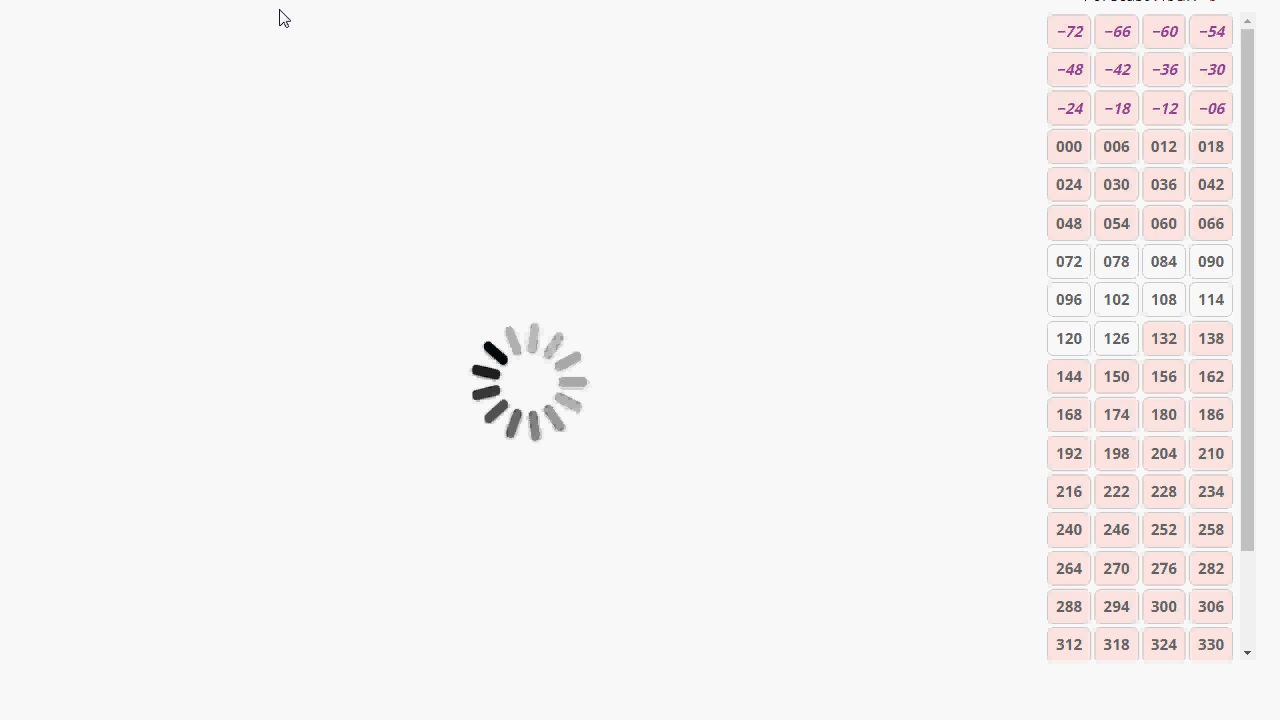 −72 −66 −60 −54
−48 −42 −36 −30
−24 −18 −12 −06
000 006 012 018
024 030 036 042
048 054 060 066
072 078 084 090
096 102 108 114
120 126 132 138
144 150 156 162
168 174 180 186
192 198 204 210
216 222 228 234
240 246 252 258
264 270 276 282
288 294 300 306
312 318 324 330